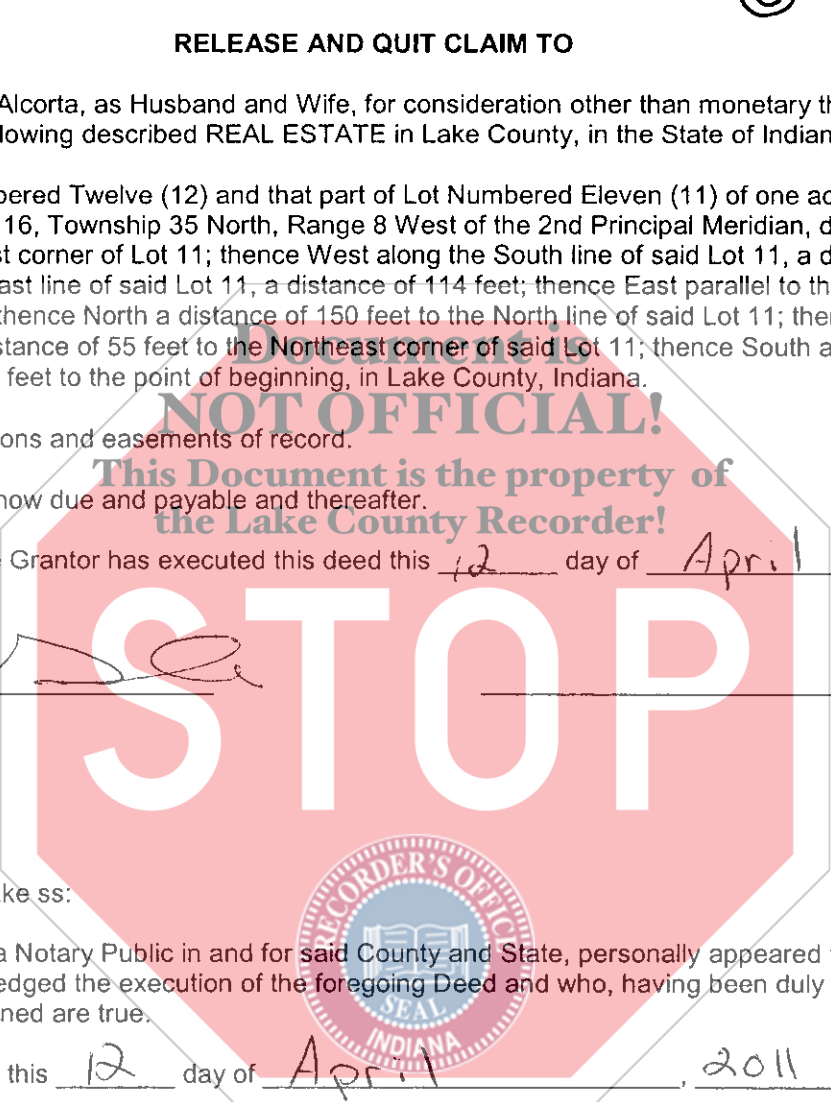 ©
RELEASE AND QUIT CLAIM TO
Alcorta, as Husband and Wife, for consideration other than monetary th
lowing described REAL ESTATE in Lake County, in the State of Indian
bered Twelve (12) and that part of Lot Numbered Eleven (11) of one ac
16, Township 35 North, Range 8 West of the 2nd Principal Meridian, d
st corner of Lot 11; thence West along the South line of said Lot 11, a d
ast line of said Lot 11, a distance of 114 feet; thence East parallel to th
thence North a distance of 150 feet to the North line of said Lot 11; then
stance of 55 feet to the Northeast corner of said Lot 11; thence South a
feet to the point of beginning, in Lake County, Indiana.
Document is
NOT OFFICIAL!
ons and easements of record.
This Document is the property of
now due and payable and thereafter.
the Lake County Recorder!
Grantor has executed this deed this 12 day of April
STOP
ke ss:
a Notary Public in and for said County and State, personally appeared
edged the execution of the foregoing Deed and who, having been duly
ned are true.
RECORDER'S OFFICE
SEAL
INDIANA
this 12 day of April, 2011